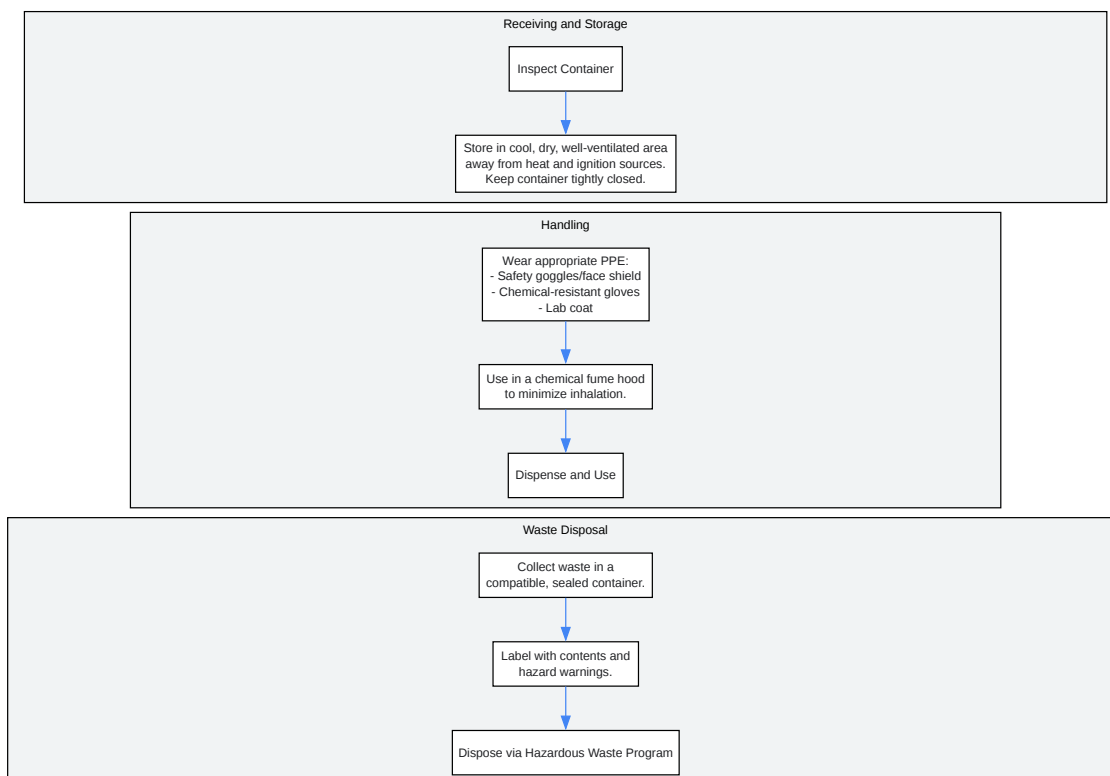 Receiving and Storage
Inspect Container
Store in cool, dry, well-ventilated area
away from heat and ignition sources.
Keep container tightly closed.
Handling
Wear appropriate PPE:
- Safety goggles/face shield
- Chemical-resistant gloves
- Lab coat
Use in a chemical fume hood
to minimize inhalation.
Dispense and Use
Waste Disposal
Collect waste in a
compatible, sealed container.
Label with contents and
hazard warnings.
Dispose via Hazardous Waste Program